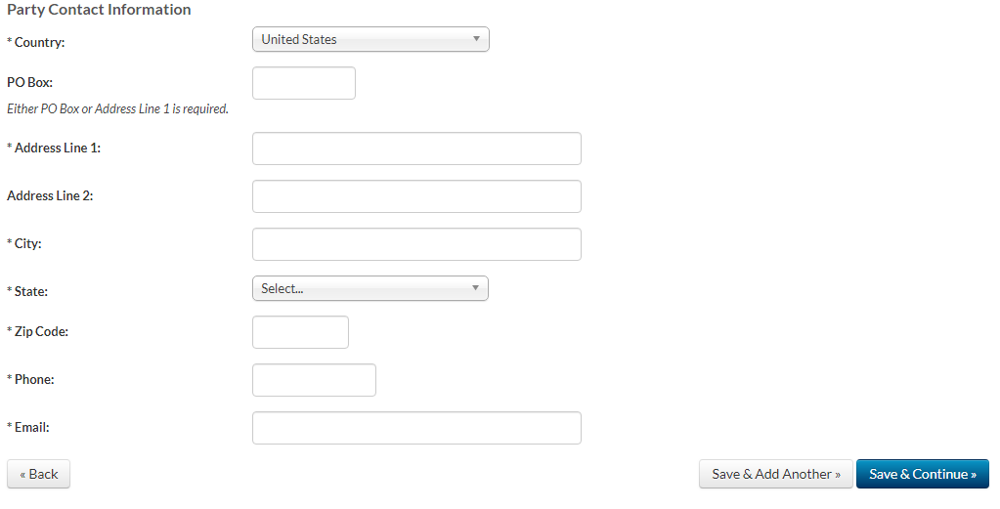 Party Contact Information
* Country: United States
PO Box:
Either PO Box or Address Line 1 is required.
* Address Line 1:
Address Line 2:
* City:
* State: Select...
* Zip Code:
* Phone:
* Email:
« Back Save & Add Another » Save & Continue »